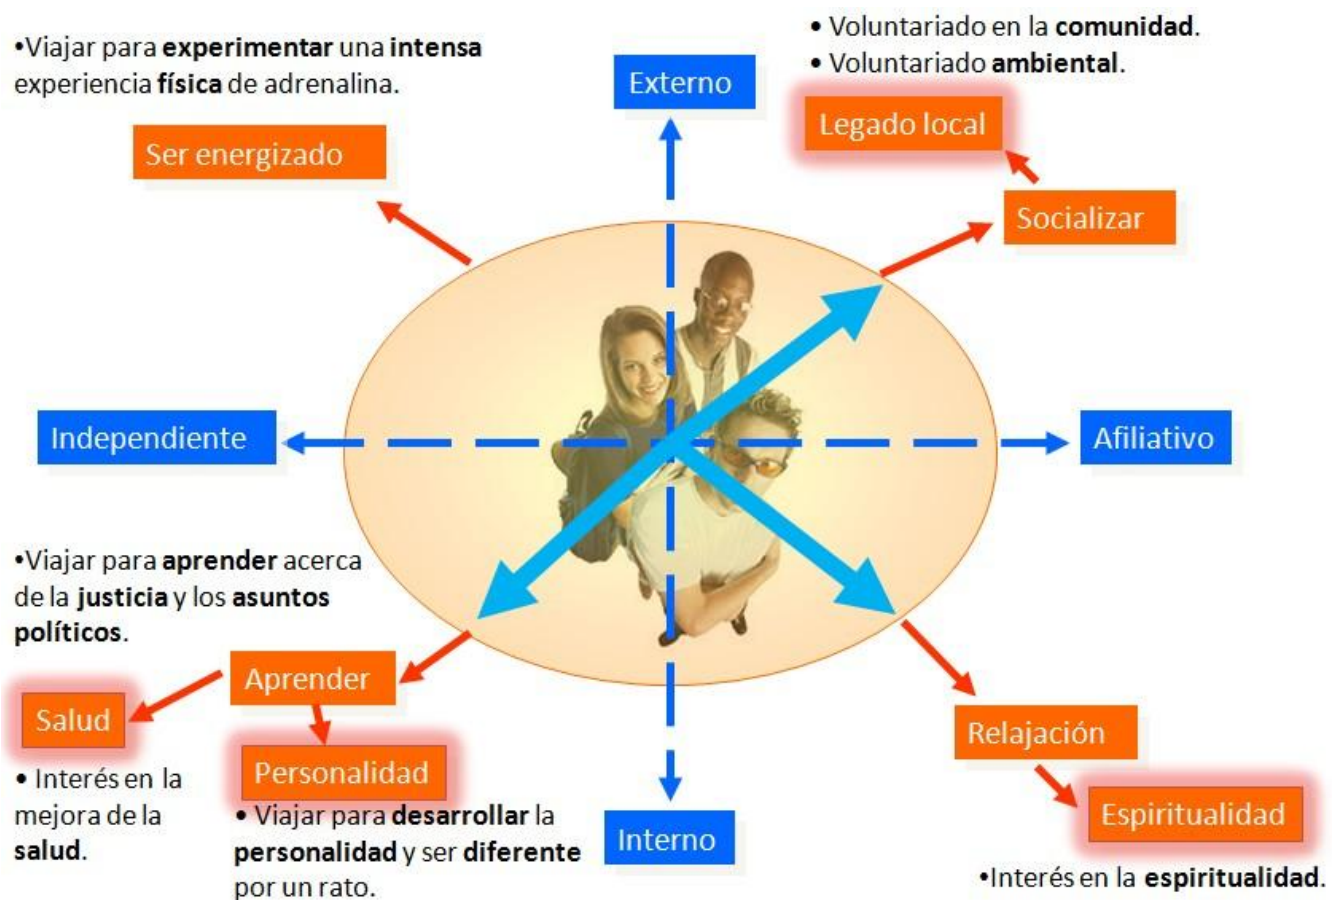 •Viajar para experimentar una intensa
experiencia física de adrenalina.
Ser energizado
Externo
• Voluntariado en la comunidad.
• Voluntariado ambiental.
Legado local
Socializar
Independiente
Afiliativo
•Viajar para aprender acerca
de la justicia y los asuntos
políticos.
Aprender
Salud
• Interés en la
mejora de la
salud.
Personalidad
• Viajar para desarrollar la
personalidad y ser diferente
por un rato.
Interno
Relajación
Espiritualidad
•Interés en la espiritualidad.